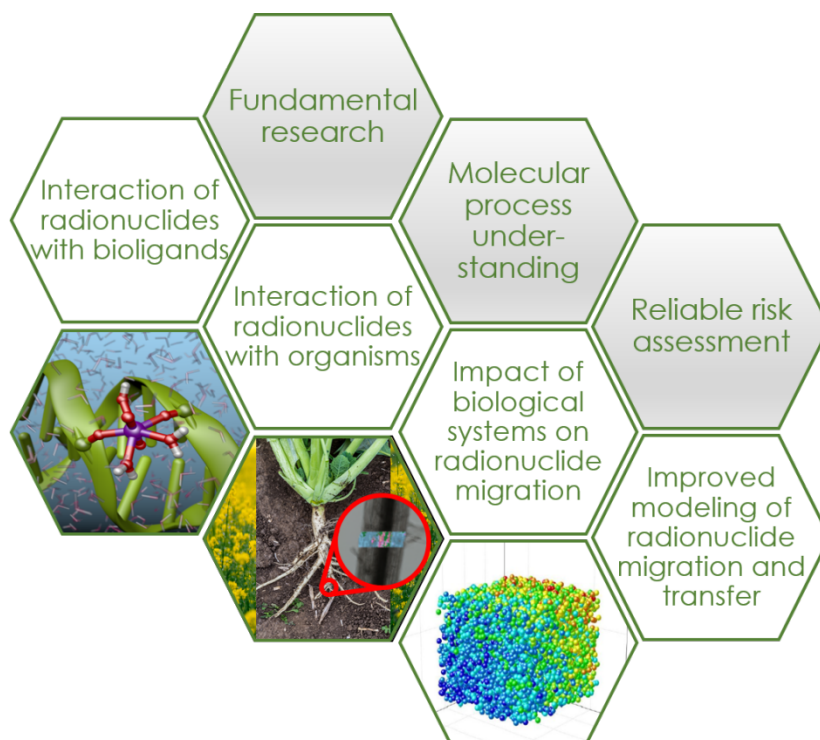 Fundamental
research
Interaction of
radionuclides
with bioligands
Molecular
process
under-
standing
Interaction of
radionuclides
with organisms
Reliable risk
assessment
Impact of
biological
systems on
radionuclide
migration
Improved
modeling of
radionuclide
migration and
transfer